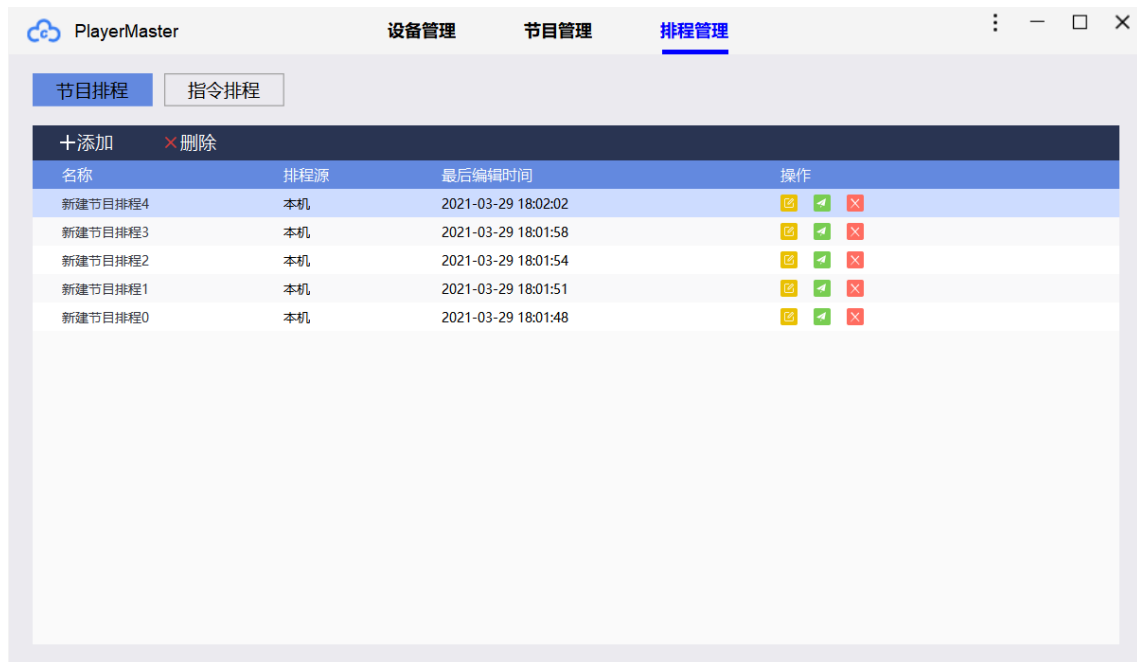 PlayerMaster 设备管理 节目管理 排程管理
节目排程 指令排程
添加 删除
名称 排程源 最后编辑时间 操作
新建节目排程4 本机 2021-03-29 18:02:02
新建节目排程3 本机 2021-03-29 18:01:58
新建节目排程2 本机 2021-03-29 18:01:54
新建节目排程1 本机 2021-03-29 18:01:51
新建节目排程0 本机 2021-03-29 18:01:48